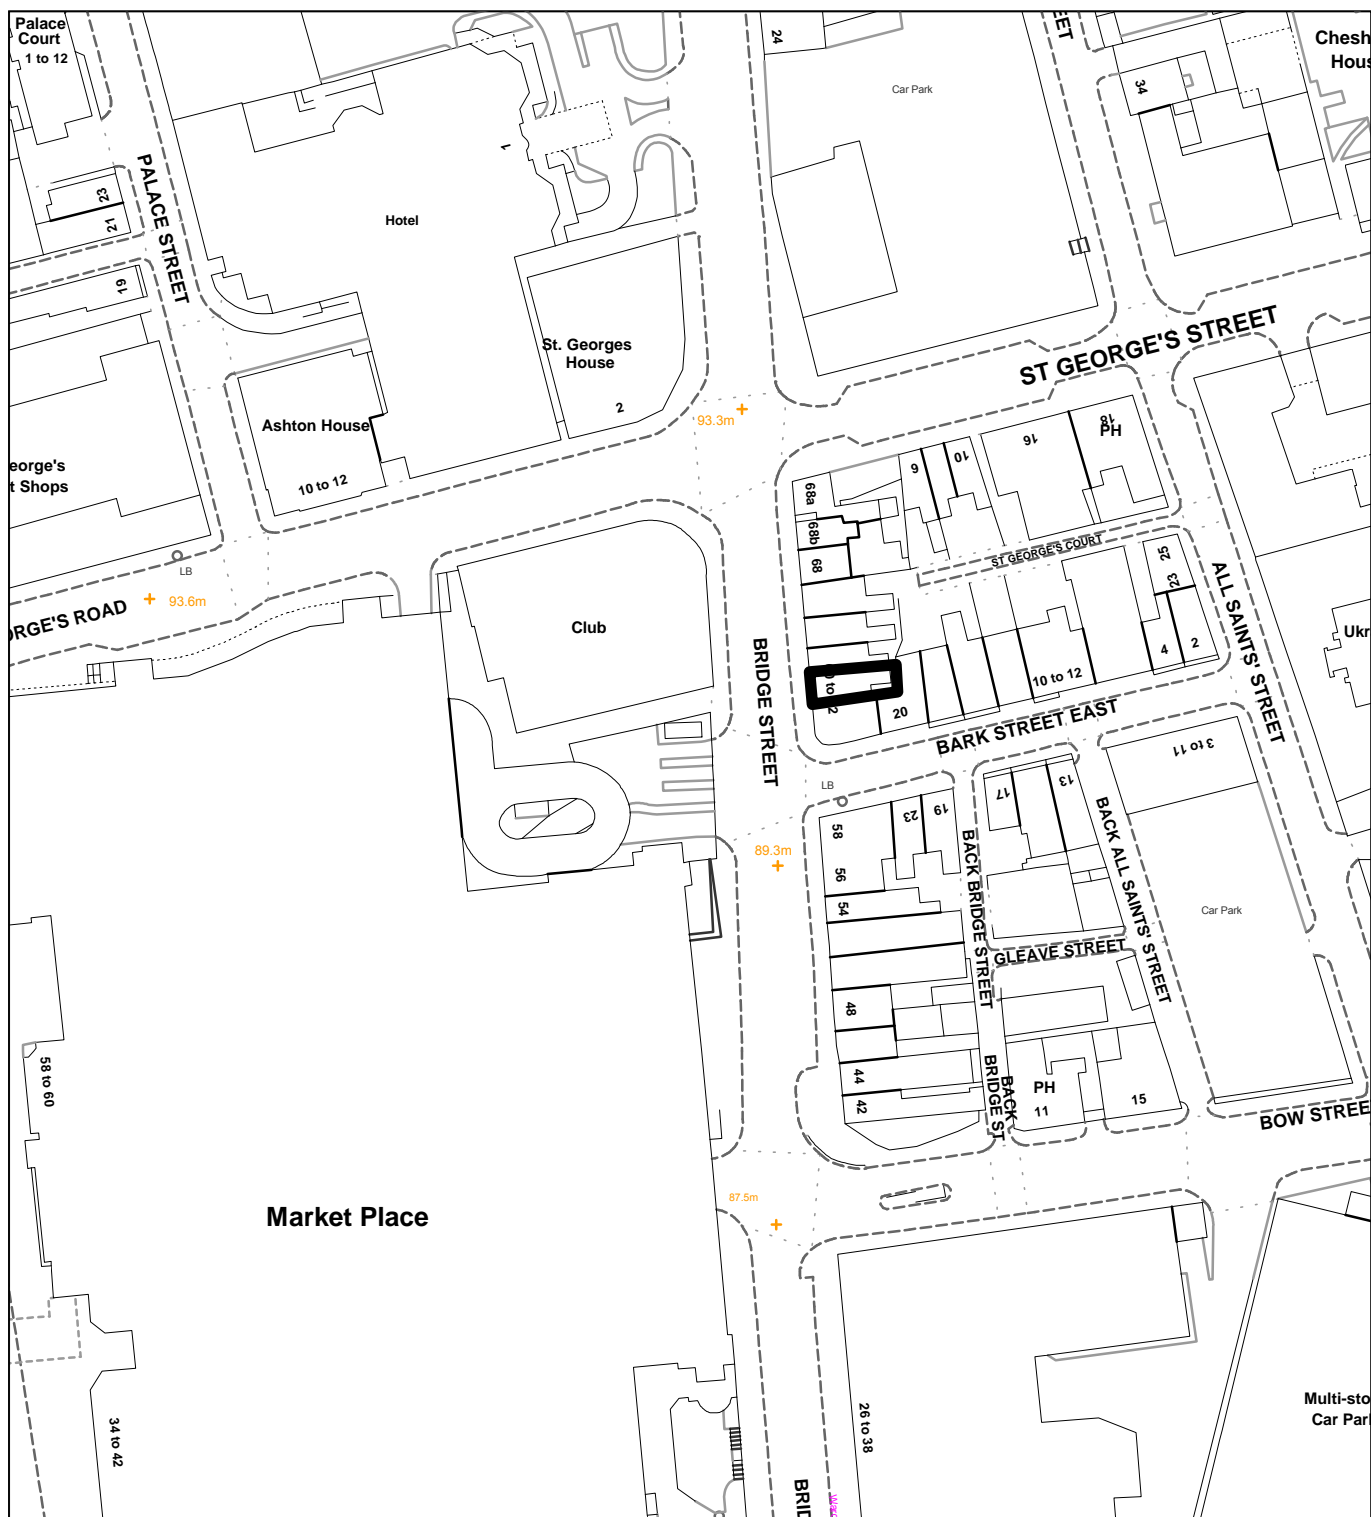 Palace
Court
1 to 12
24
ET
Car Park
34
Chesh
Hous
PALACE STREET
1
23
21
Hotel
19
St. Georges
House
2
ST GEORGE'S STREET
93.3m
Ashton House
10 to 12
eorge's
t Shops
18
PH
16
10
9
68a
68b
68
ST GEORGE'S COURT
25
23
ALL SAINTS' STREET
LB
93.6m
ORGE'S ROAD
Club
BRIDGE STREET
Ukr
4
2
10 to 12
20
BARK STREET EAST
3 to 11
LB
58
56
54
23
19
17
13
BACK BRIDGE STREET
BACK ALL SAINTS' STREET
89.3m
Car Park
GLEAVE STREET
48
44
42
58 to 60
BACK
BRIDGE ST
PH
11
15
BOW STREE
87.5m
Market Place
34 to 42
26 to 38
Multi-sto
Car Par
BRID